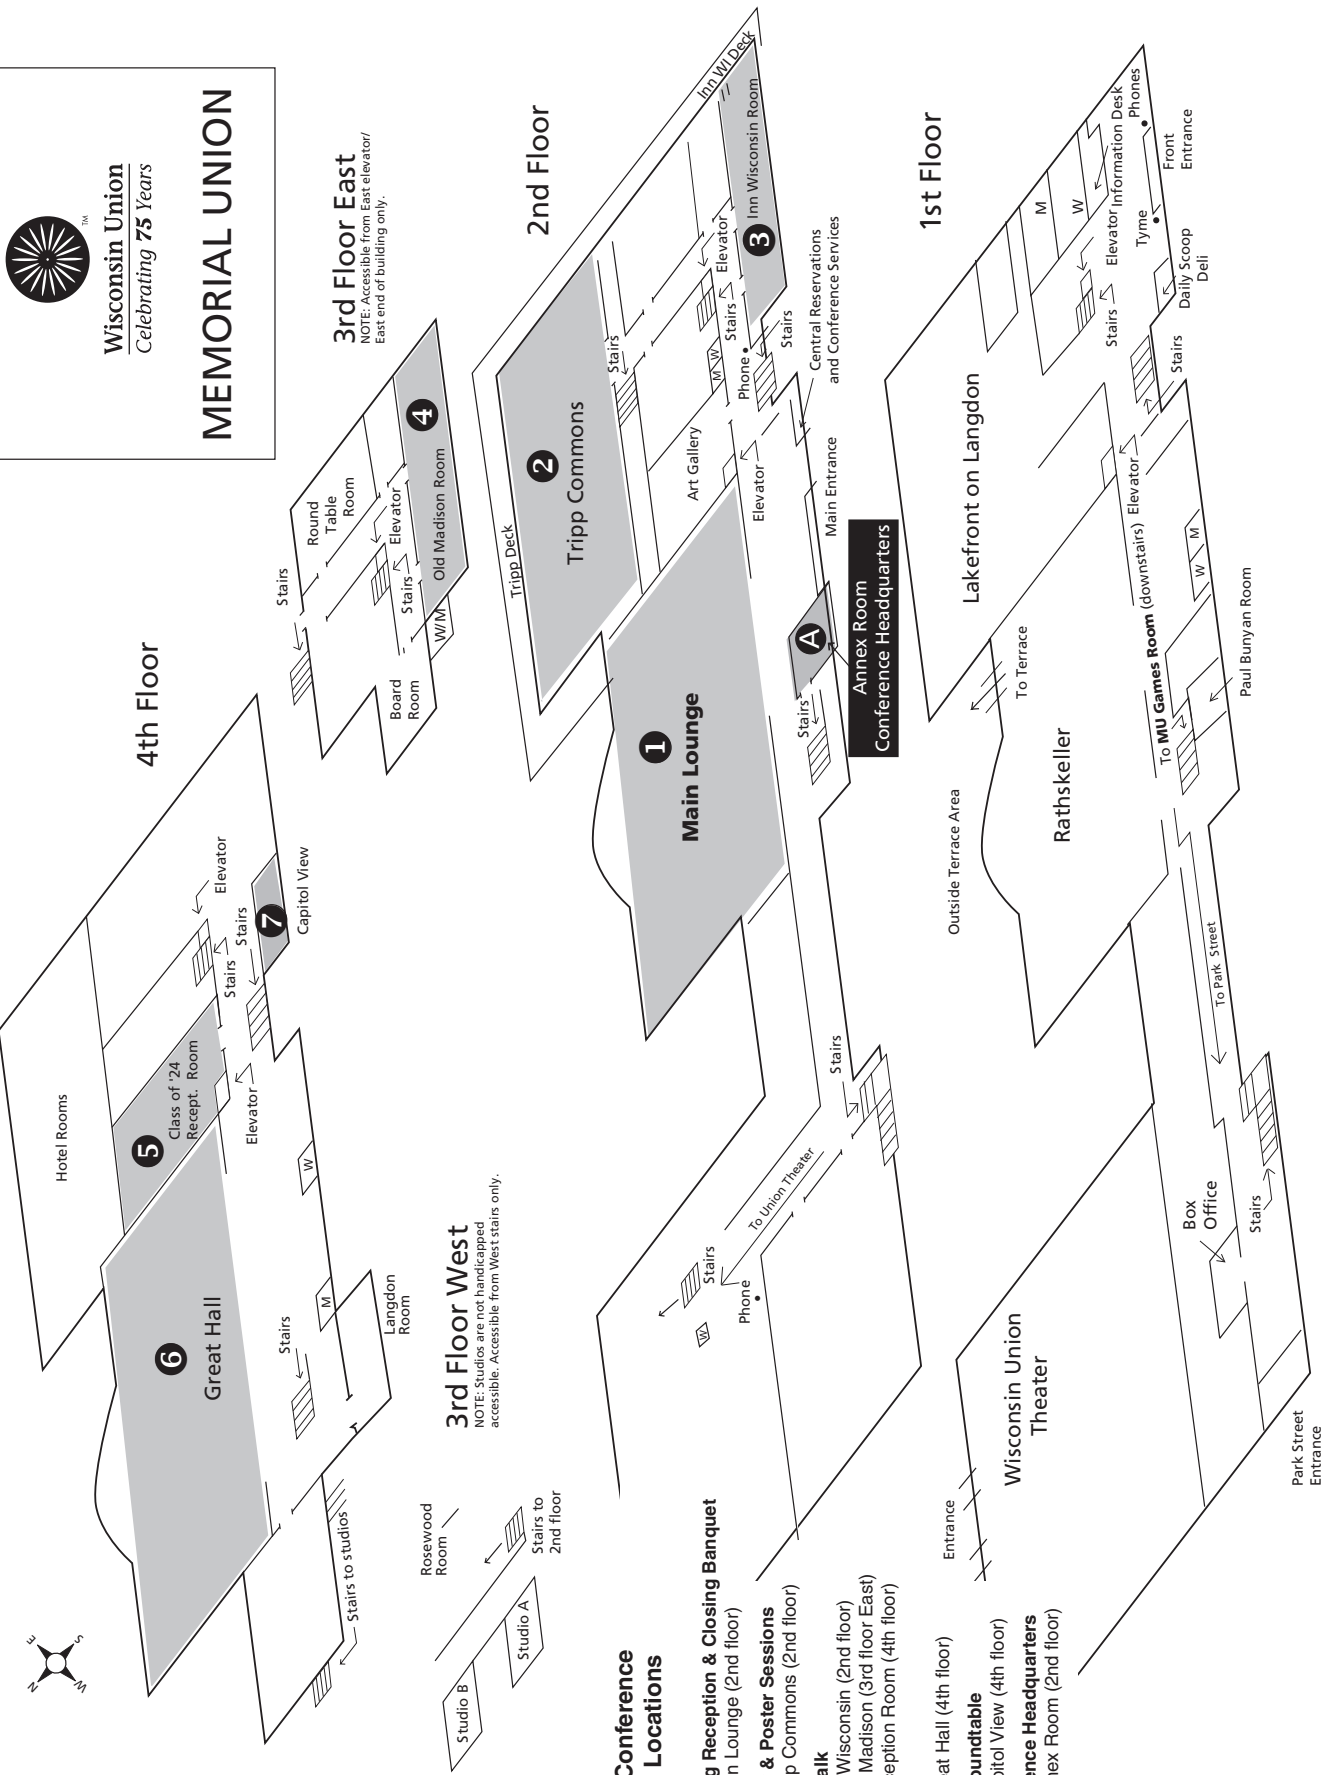 Wisconsin Union
Celebrating 75 Years
TM
MEMORIAL UNION
4th Floor
Hotel Rooms
5
Class of '24
Recept. Room
6
Great Hall
7
Capitol View
Elevator
Stairs
Stairs
Elevator
W
M
Stairs
Langdon
Room
Stairs to studios
N
E
S
W
3rd Floor East
NOTE: Accessible from East elevator/
East end of building only.
Stairs
Round
Table
Room
Elevator
Stairs
4
Old Madison Room
W/M
Board
Room
3rd Floor West
NOTE: Studios are not handicapped
accessible. Accessible from West stairs only.
Rosewood
Room
Stairs to
2nd floor
Studio A
Studio B
2nd Floor
Inn WI Deck
3
Inn Wisconsin Room
Tripp Deck
2
Tripp Commons
Stairs
Elevator
Stairs
M
W
Phone
Stairs
Art Gallery
Elevator
Central Reservations
and Conference Services
Main Entrance
1
Main Lounge
A
Annex Room
Conference Headquarters
Stairs
Stairs
To Union Theater
Stairs
W
Phone
1st Floor
M
W
Information Desk
Phones
Front
Entrance
Tyme
Elevator
Stairs
Daily Scoop
Deli
Stairs
Lakefront on Langdon
Elevator
To MU Games Room (downstairs)
M
W
Paul Bunyan Room
To Terrace
Outside Terrace Area
Rathskeller
To Park Street
Stairs
Box
Office
Wisconsin Union
Theater
Entrance
Park Street
Entrance
Conference
Locations
Reception & Closing Banquet
Lounge (2nd floor)
& Poster Sessions
Commons (2nd floor)
Wisconsin (2nd floor)
Madison (3rd floor East)
Room (4th floor)
Hall (4th floor)
View (4th floor)
Headquarters
Room (2nd floor)